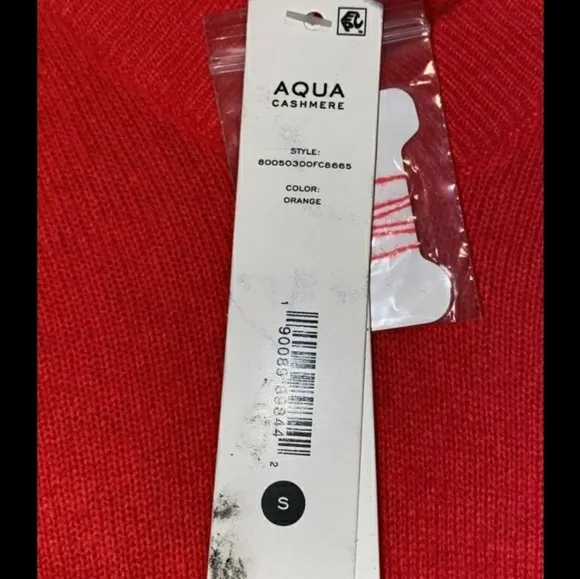 AQUA
CASHMERE
STYLE:
80050300FC8665
COLOR:
ORANGE
S